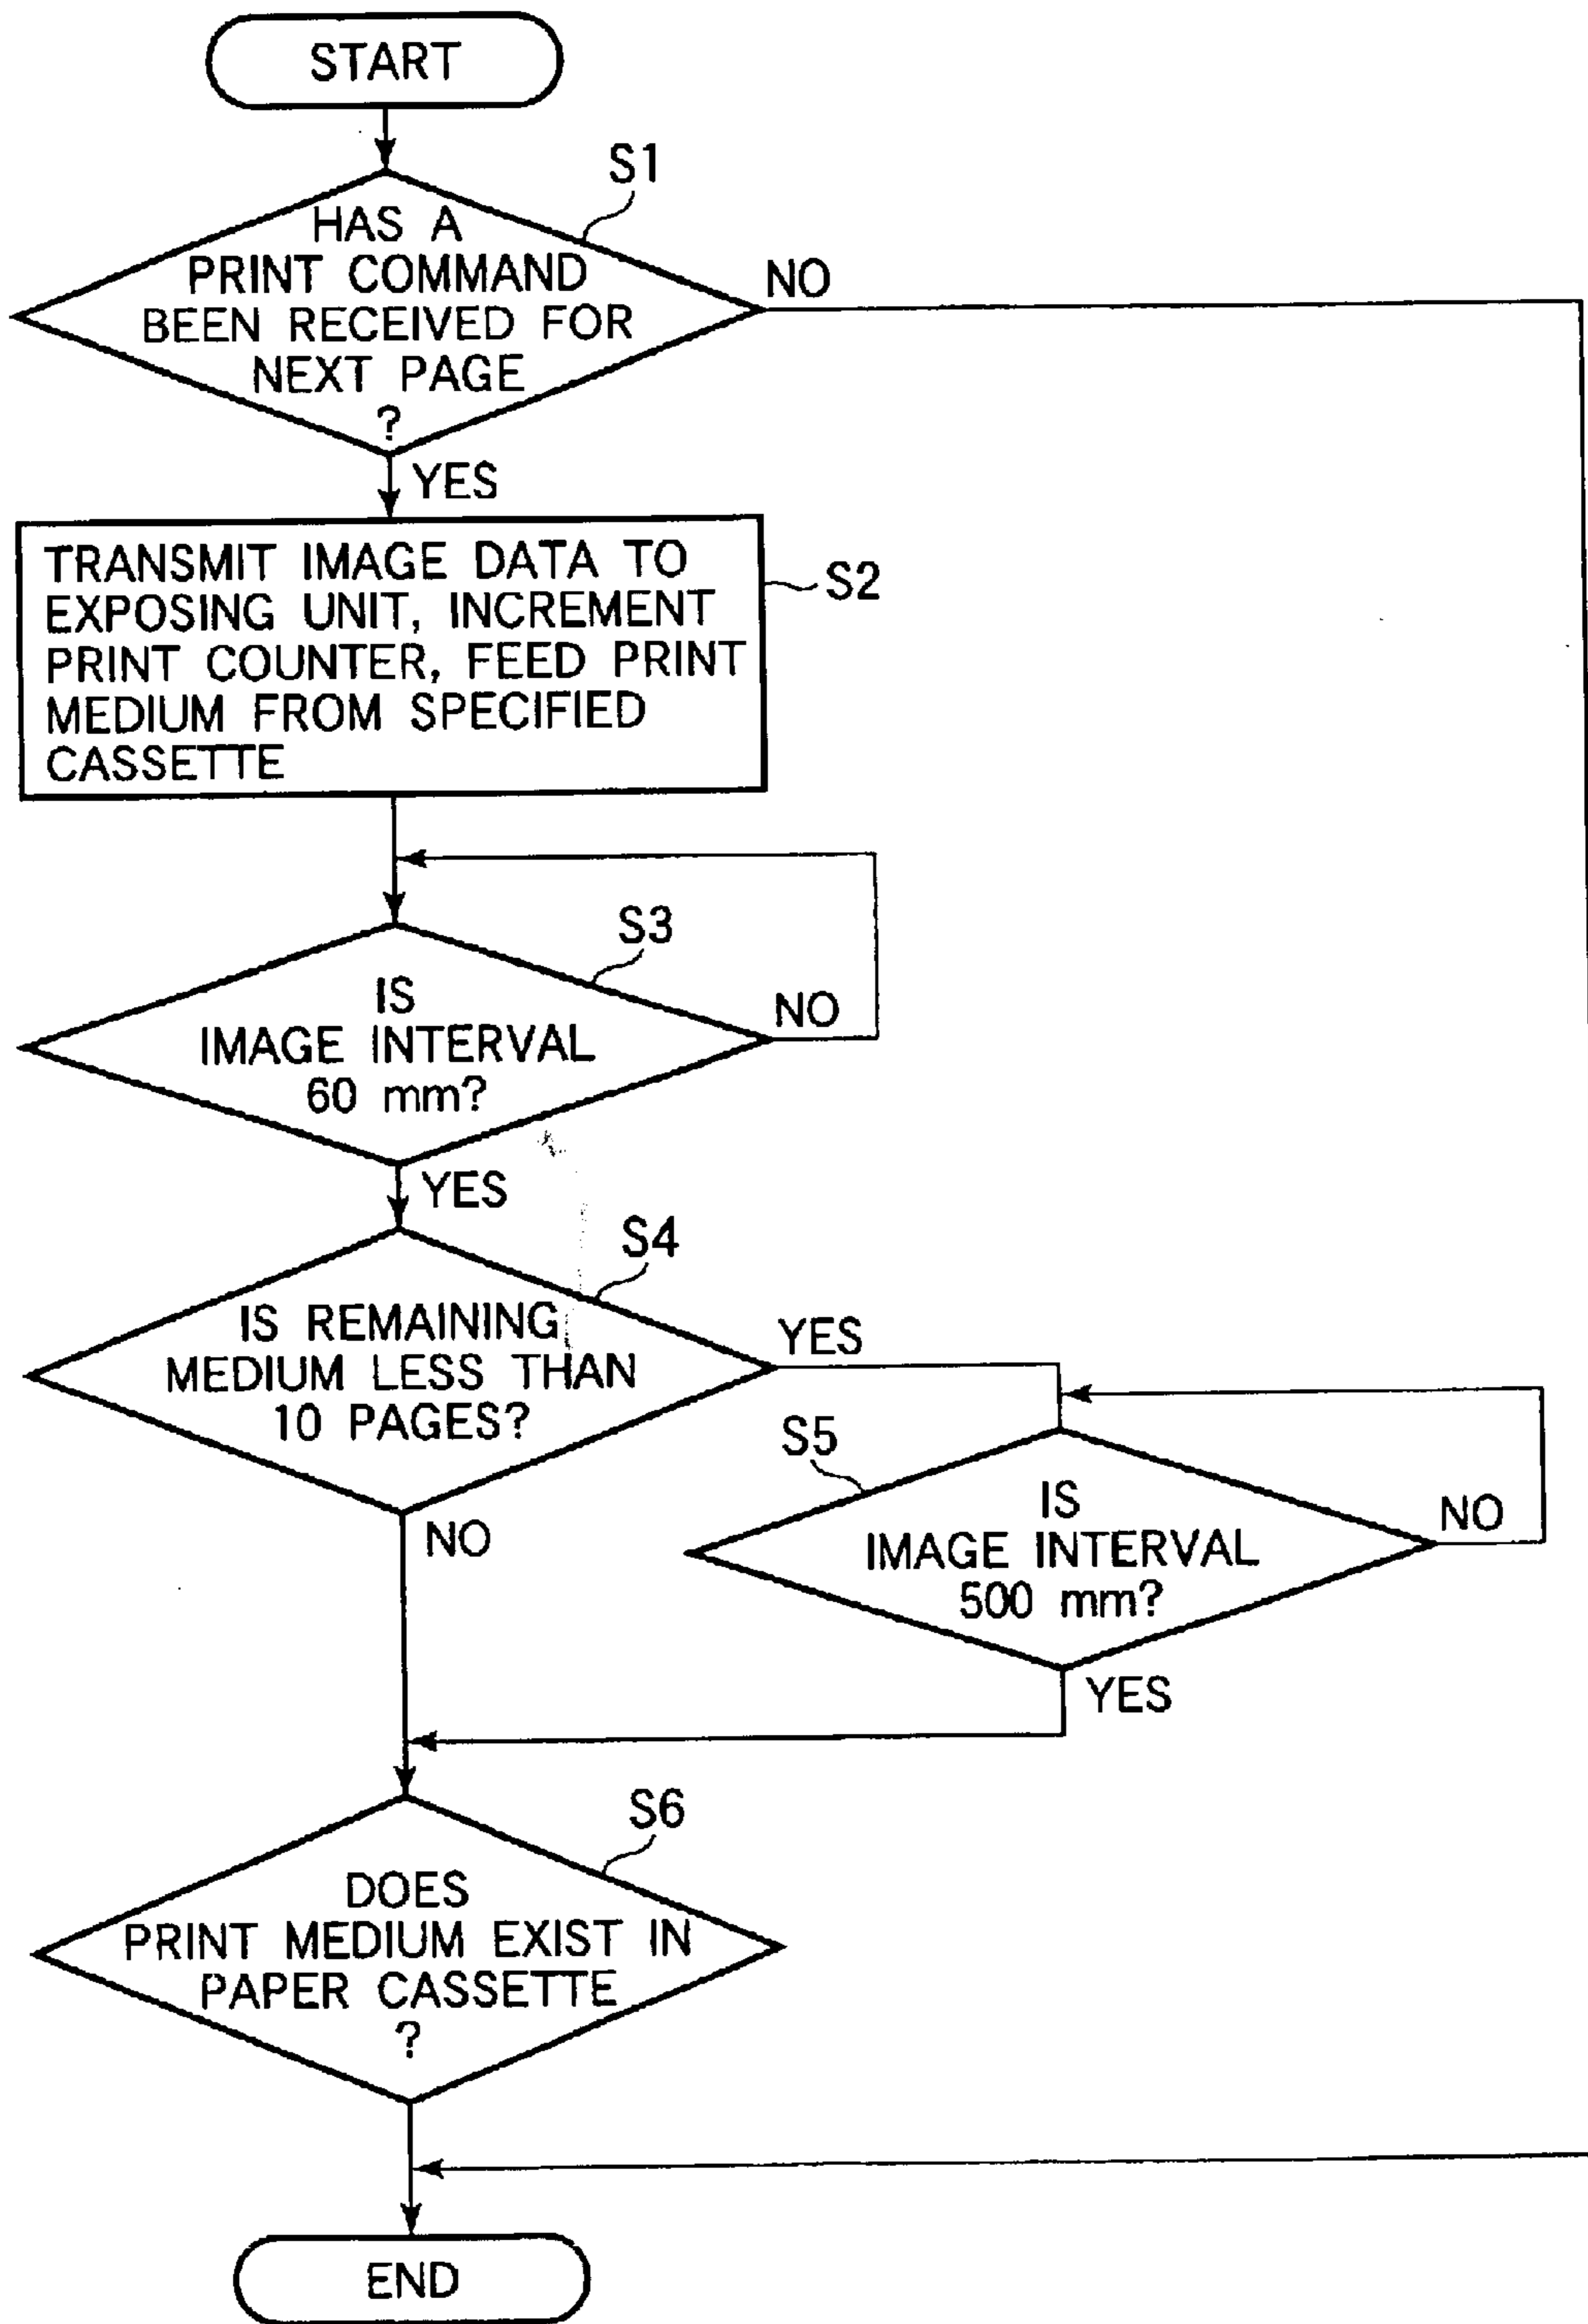 START
S1
HAS A
PRINT COMMAND
BEEN RECEIVED FOR
NEXT PAGE
?
NO
YES
TRANSMIT IMAGE DATA TO
EXPOSING UNIT, INCREMENT
PRINT COUNTER, FEED PRINT
MEDIUM FROM SPECIFIED
CASSETTE
S2
S3
IS
IMAGE INTERVAL
60 mm?
NO
YES
S4
IS REMAINING
MEDIUM LESS THAN
10 PAGES?
YES
NO
S5
IS
IMAGE INTERVAL
500 mm?
NO
YES
S6
DOES
PRINT MEDIUM EXIST IN
PAPER CASSETTE
?
END